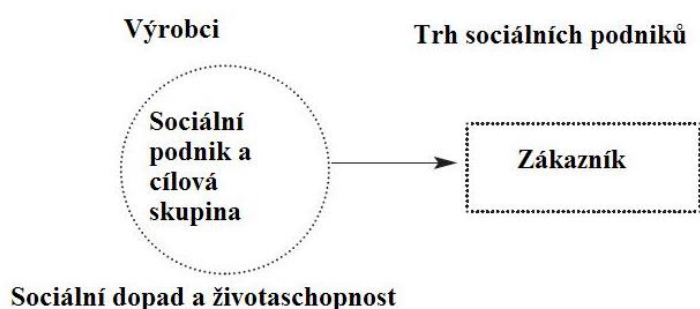 Výrobci
Trh sociálních podniků
Sociální
podnik a
cílová
skupina
Zákazník
Sociální dopad a životaschopnost